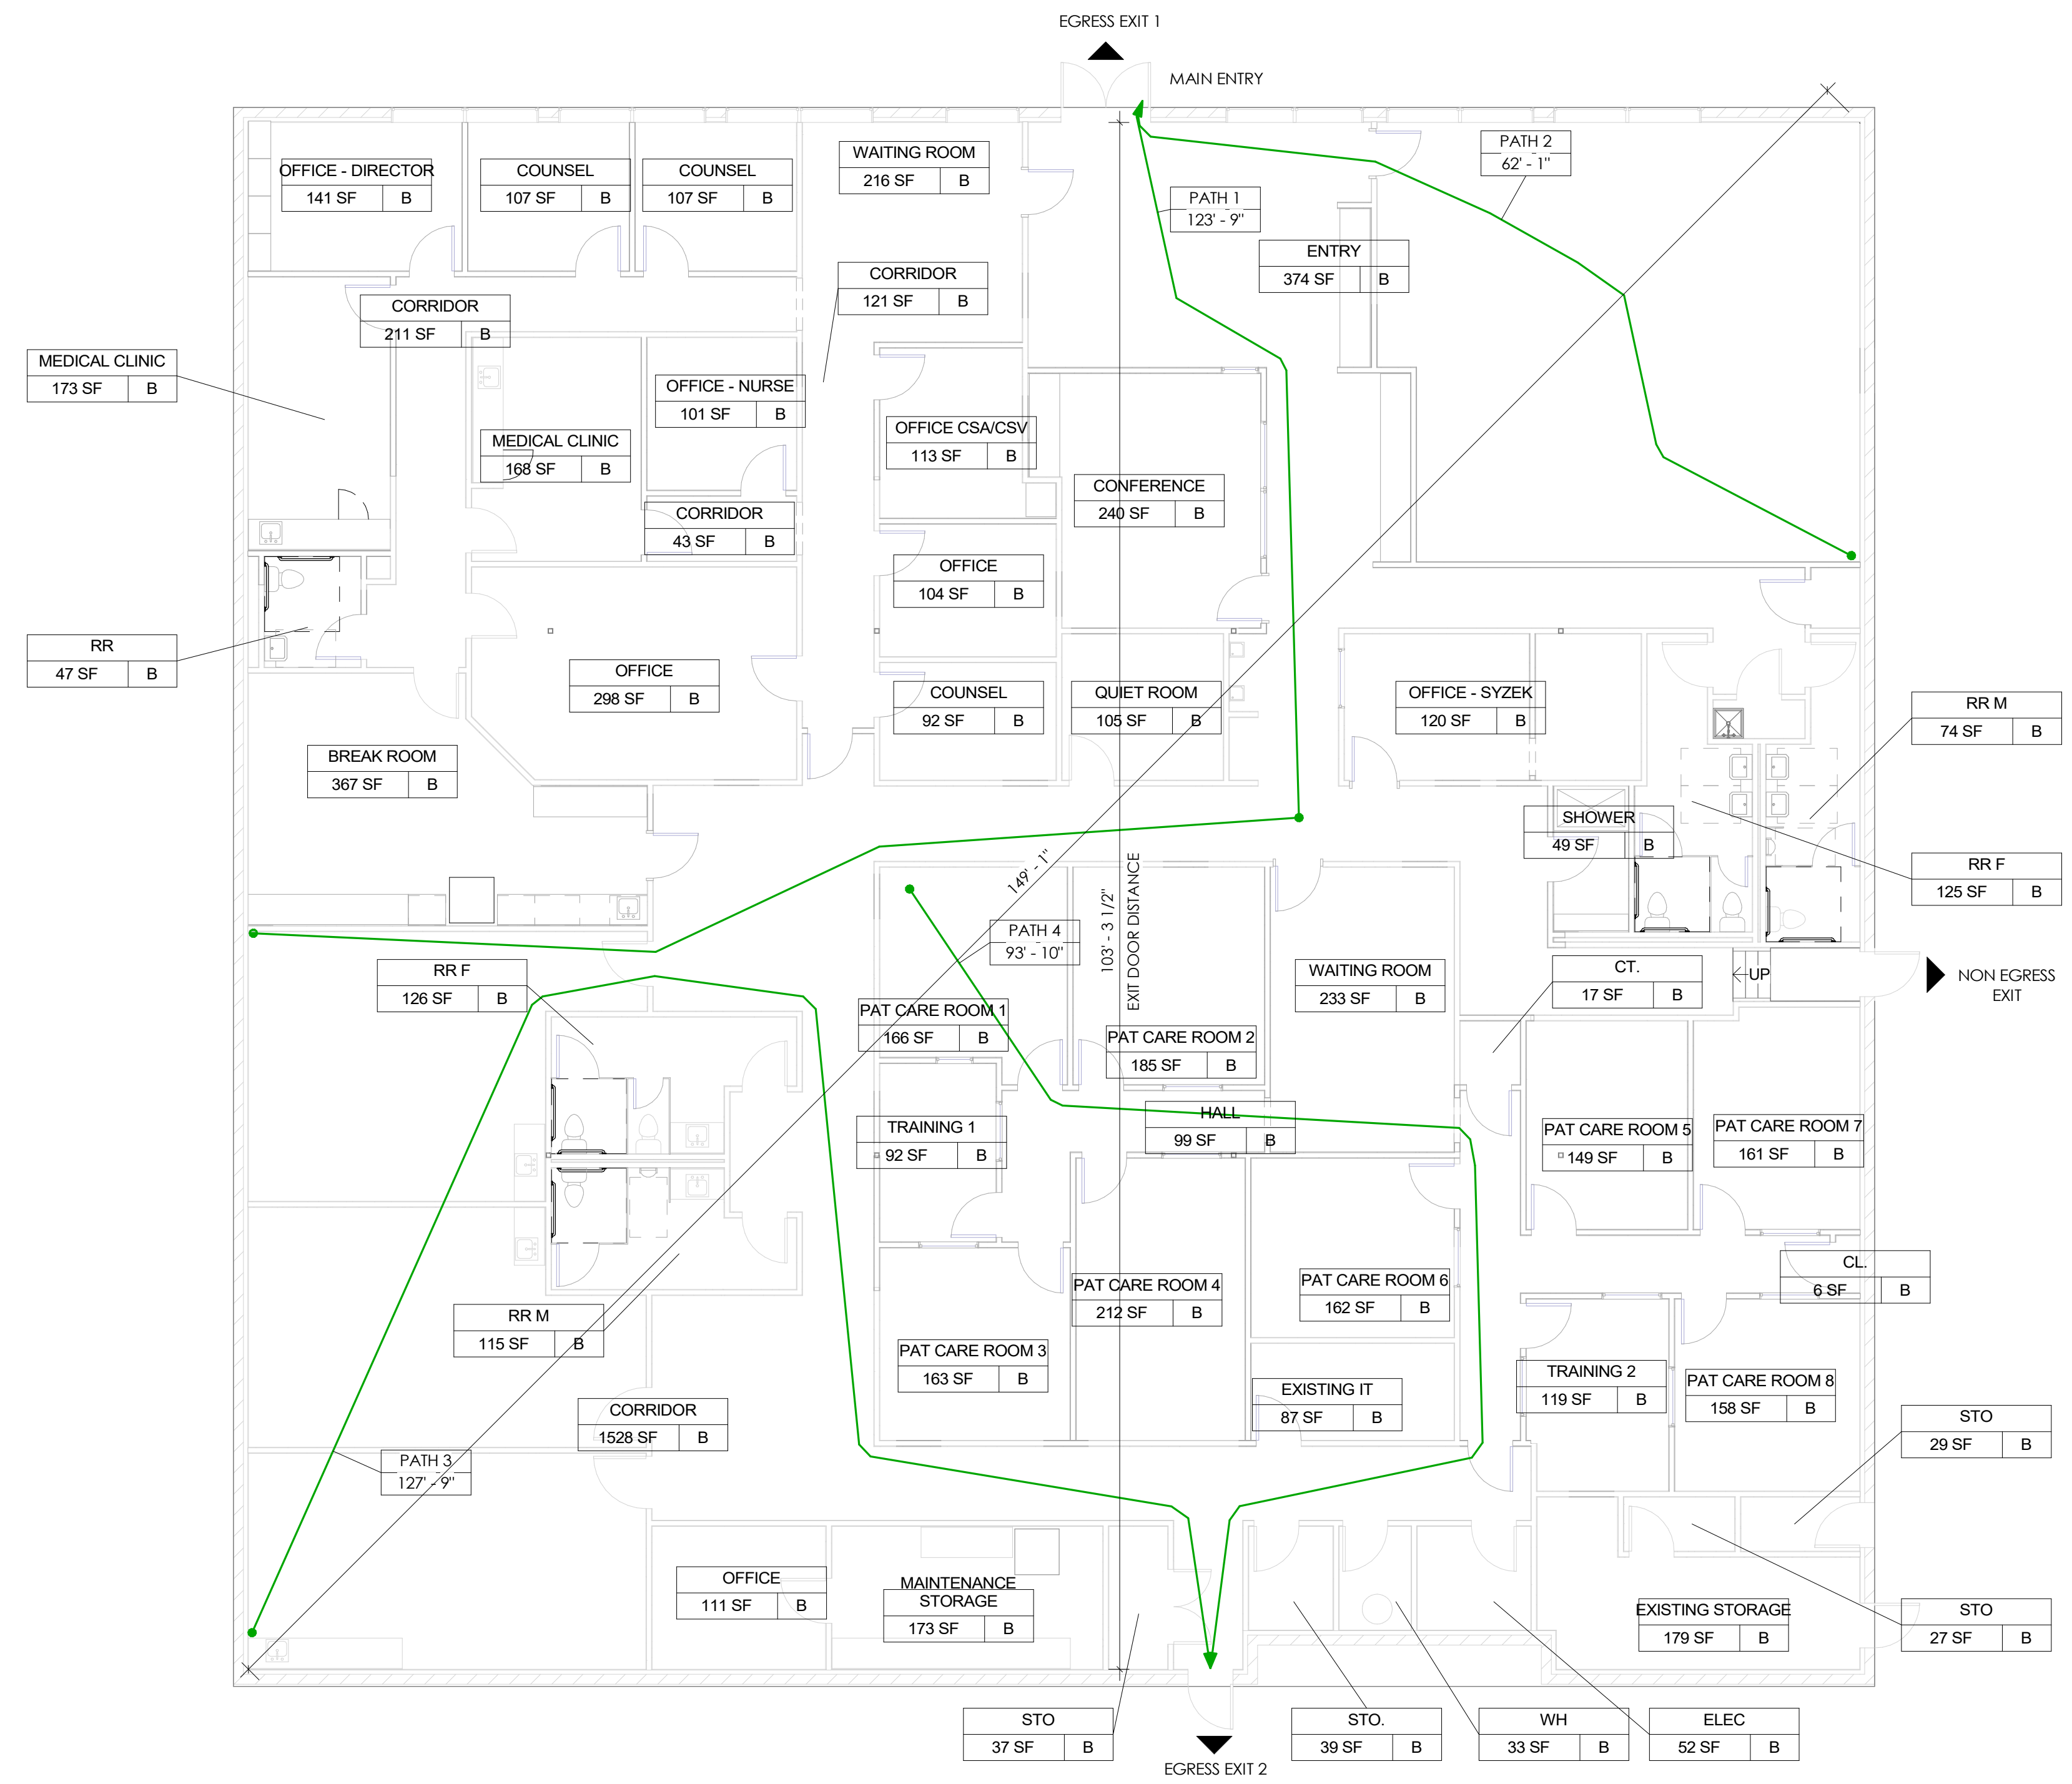 EGRESS EXIT 1
MAIN ENTRY
PATH 2
62' - 1"
WAITING ROOM
216 SF B
OFFICE - DIRECTOR
141 SF B
COUNSEL
107 SF B
COUNSEL
107 SF B
PATH 1
123' - 9"
ENTRY
374 SF B
CORRIDOR
121 SF B
CORRIDOR
211 SF B
MEDICAL CLINIC
173 SF B
OFFICE - NURSE
101 SF B
OFFICE CSA/CSV
113 SF B
MEDICAL CLINIC
168 SF B
CONFERENCE
240 SF B
CORRIDOR
43 SF B
OFFICE
104 SF B
RR
47 SF B
OFFICE
298 SF B
COUNSEL
92 SF B
QUIET ROOM
105 SF B
OFFICE - SYZEK
120 SF B
RR M
74 SF B
BREAK ROOM
367 SF B
SHOWER
49 SF B
RR F
125 SF B
149' - 1"
103' - 3 1/2"
EXIT DOOR DISTANCE
PATH 4
93' - 10"
RR F
126 SF B
WAITING ROOM
233 SF B
CT.
17 SF B
UP
NON EGRESS
EXIT
PAT CARE ROOM 1
166 SF B
PAT CARE ROOM 2
185 SF B
HALL
99 SF B
TRAINING 1
92 SF B
PAT CARE ROOM 5
149 SF B
PAT CARE ROOM 7
161 SF B
CL.
6 SF B
PAT CARE ROOM 4
212 SF B
PAT CARE ROOM 6
162 SF B
RR M
115 SF B
PAT CARE ROOM 3
163 SF B
TRAINING 2
119 SF B
PAT CARE ROOM 8
158 SF B
EXISTING IT
87 SF B
CORRIDOR
1528 SF B
STO
29 SF B
PATH 3
127' - 9"
OFFICE
111 SF B
MAINTENANCE
STORAGE
173 SF B
EXISTING STORAGE
179 SF B
STO
27 SF B
STO
37 SF B
STO.
39 SF B
WH
33 SF B
ELEC
52 SF B
EGRESS EXIT 2